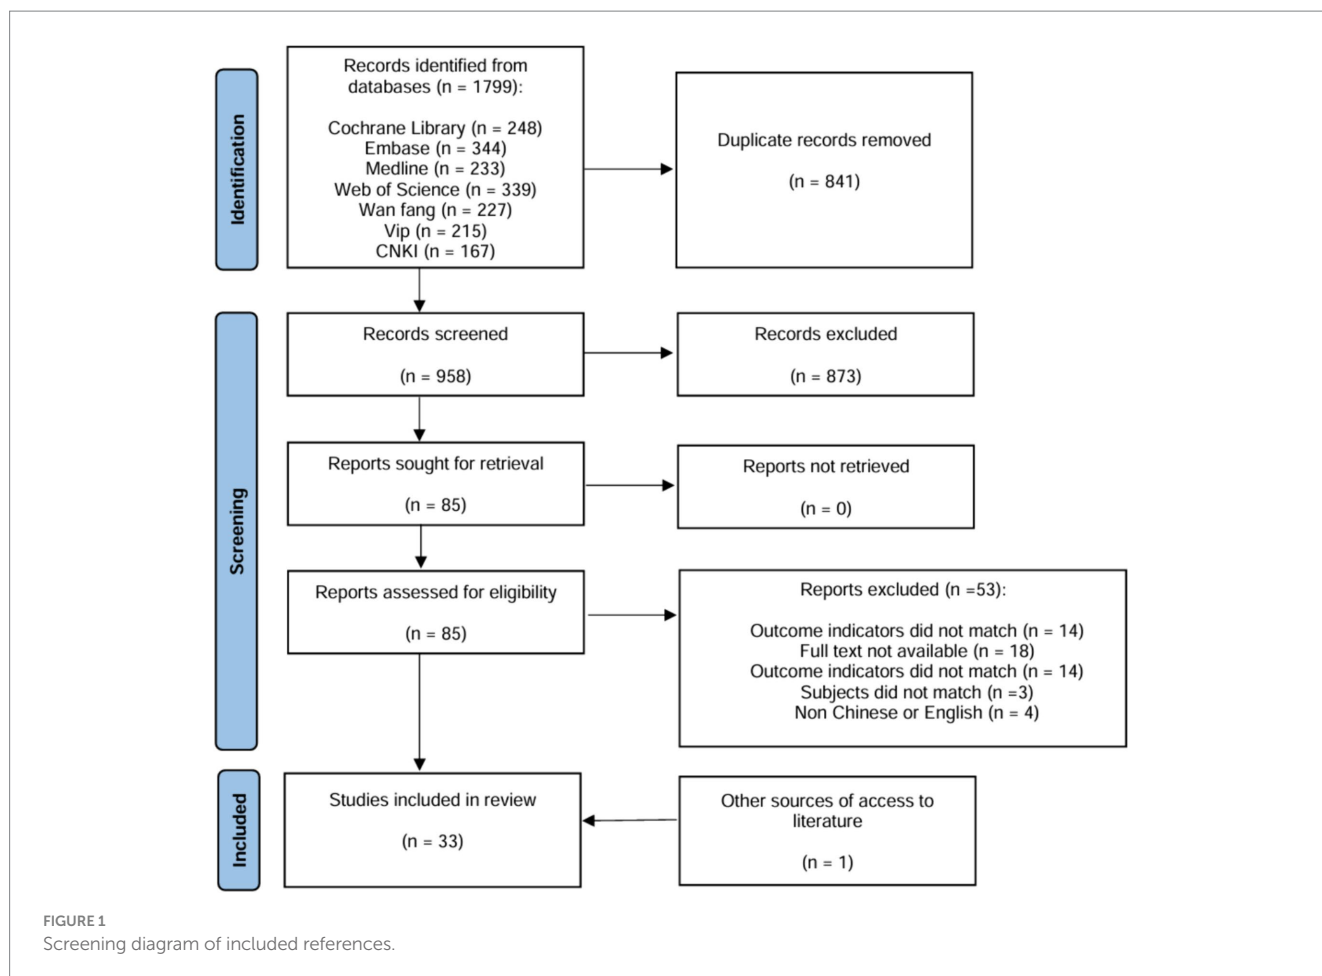 Identification
Records identified from
databases (n = 1799):
Cochrane Library (n = 248)
Embase (n = 344)
Medline (n = 233)
Web of Science (n = 339)
Wan fang (n = 227)
Vip (n = 215)
CNKI (n = 167)
Duplicate records removed
(n = 841)
Screening
Records screened
(n = 958)
Records excluded
(n = 873)
Reports sought for retrieval
(n = 85)
Reports not retrieved
(n = 0)
Reports assessed for eligibility
(n = 85)
Reports excluded (n =53):
Outcome indicators did not match (n = 14)
Full text not available (n = 18)
Outcome indicators did not match (n = 14)
Subjects did not match (n =3)
Non Chinese or English (n = 4)
Included
Studies included in review
(n = 33)
Other sources of access to
literature
(n = 1)
FIGURE 1
Screening diagram of included references.